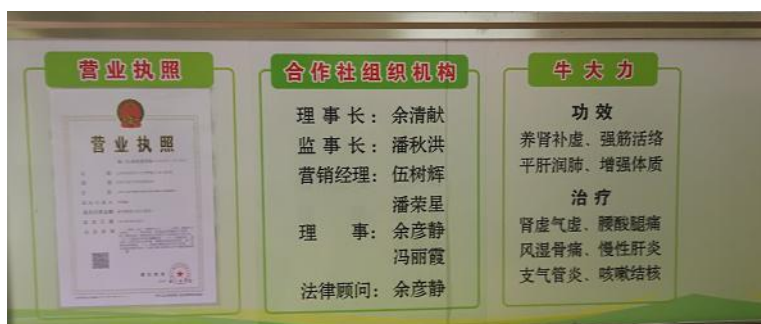 营业执照
营业执照
合作社组织机构
理事长：余清献
监事长：潘秋洪
营销经理：伍树辉
潘荣星
理事：余彦静
冯丽霞
法律顾问：余彦静
牛大力
功效
养肾补虚、强筋活络
平肝润肺、增强体质
治疗
肾虚气虚、腰酸腿痛
风湿骨痛、慢性肝炎
支气管炎、咳嗽结核